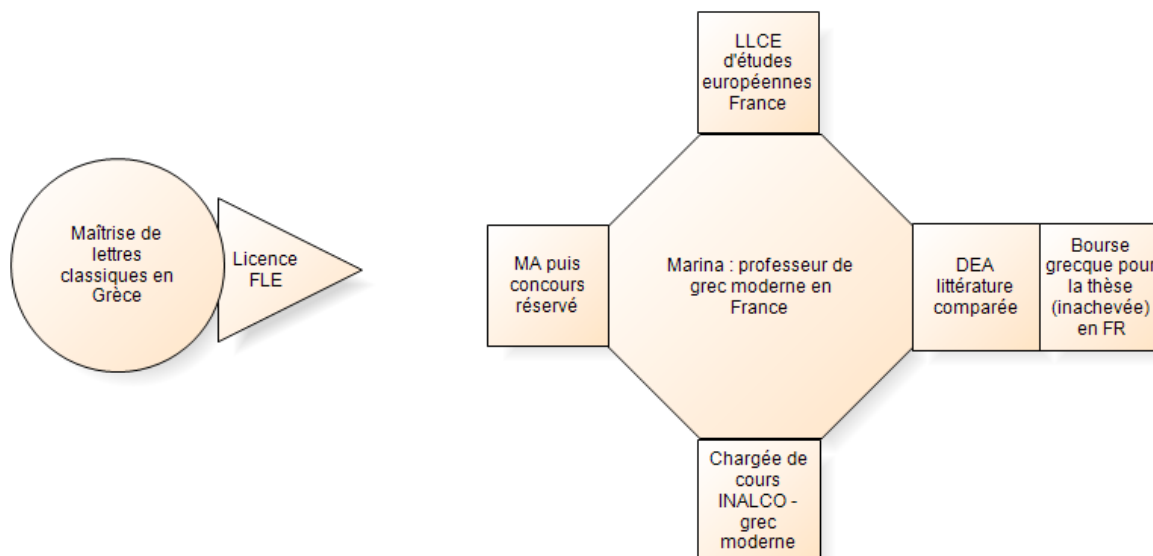 LLCE
d'études
européennes
France
Maîtrise de
lettres
classiques en
Grèce
Licence
FLE
MA puis
concours
réservé
Marina : professeur de
grec moderne en
France
DEA
littérature
comparée
Bourse
grecque pour
la thèse
(inachevée)
en FR
Chargée de
cours
INALCO -
grec
moderne